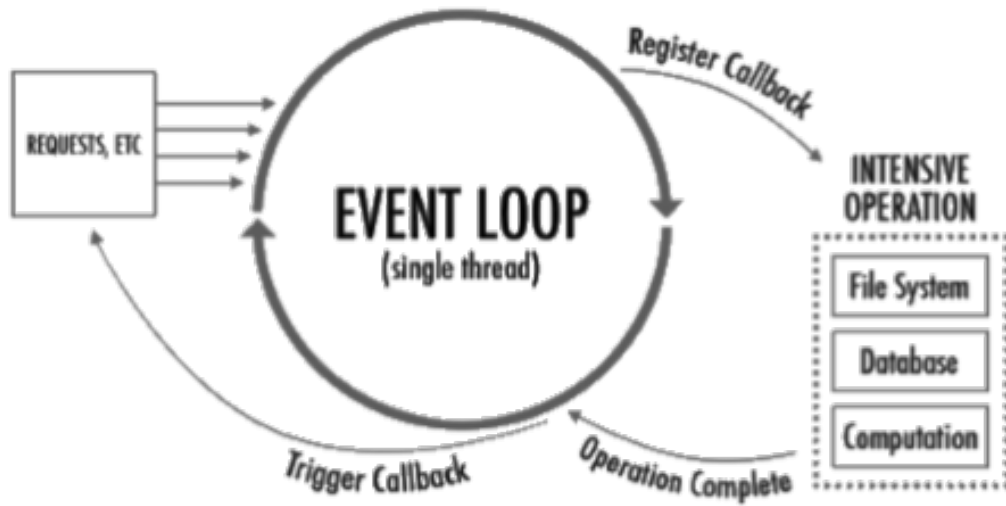 Register Callback
REQUESTS, ETC
INTENSIVE
OPERATION
EVENT LOOP
(single thread)
File System
Database
Computation
Trigger Callback
Operation Complete